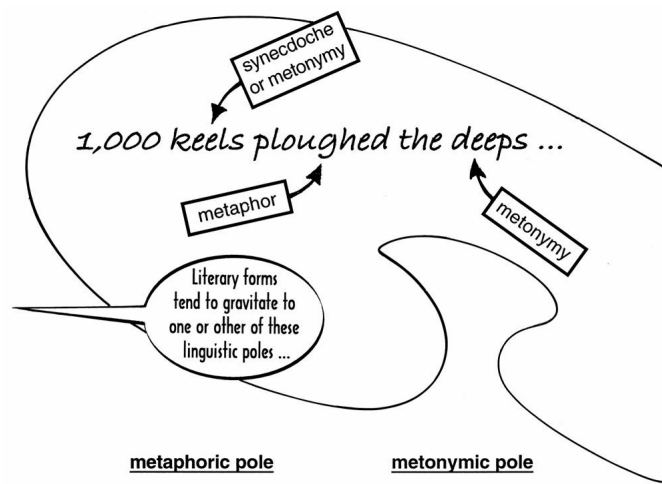 synecdoche
or metonymy
1,000 keels ploughed the deeps ...
metaphor
metonymy
Literary forms
tend to gravitate to
one or other of these
linguistic poles ...
metaphoric pole
metonymic pole